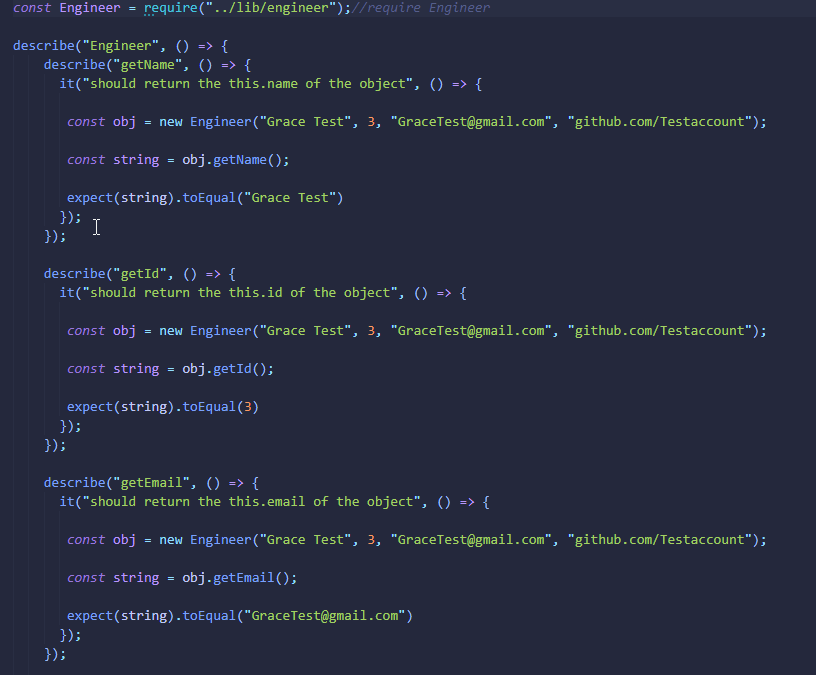 const Engineer = require("../lib/engineer");//require Engineer
describe("Engineer", () => {
describe("getName", () => {
it("should return the this.name of the object", () => {
const obj = new Engineer("Grace Test", 3, "GraceTest@gmail.com", "github.com/Testaccount");
const string = obj.getName();
expect(string).toEqual("Grace Test")
});
});
describe("getId", () => {
it("should return the this.id of the object", () => {
const obj = new Engineer("Grace Test", 3, "GraceTest@gmail.com", "github.com/Testaccount");
const string = obj.getId();
expect(string).toEqual(3)
});
});
describe("getEmail", () => {
it("should return the this.email of the object", () => {
const obj = new Engineer("Grace Test", 3, "GraceTest@gmail.com", "github.com/Testaccount");
const string = obj.getEmail();
expect(string).toEqual("GraceTest@gmail.com")
});
});